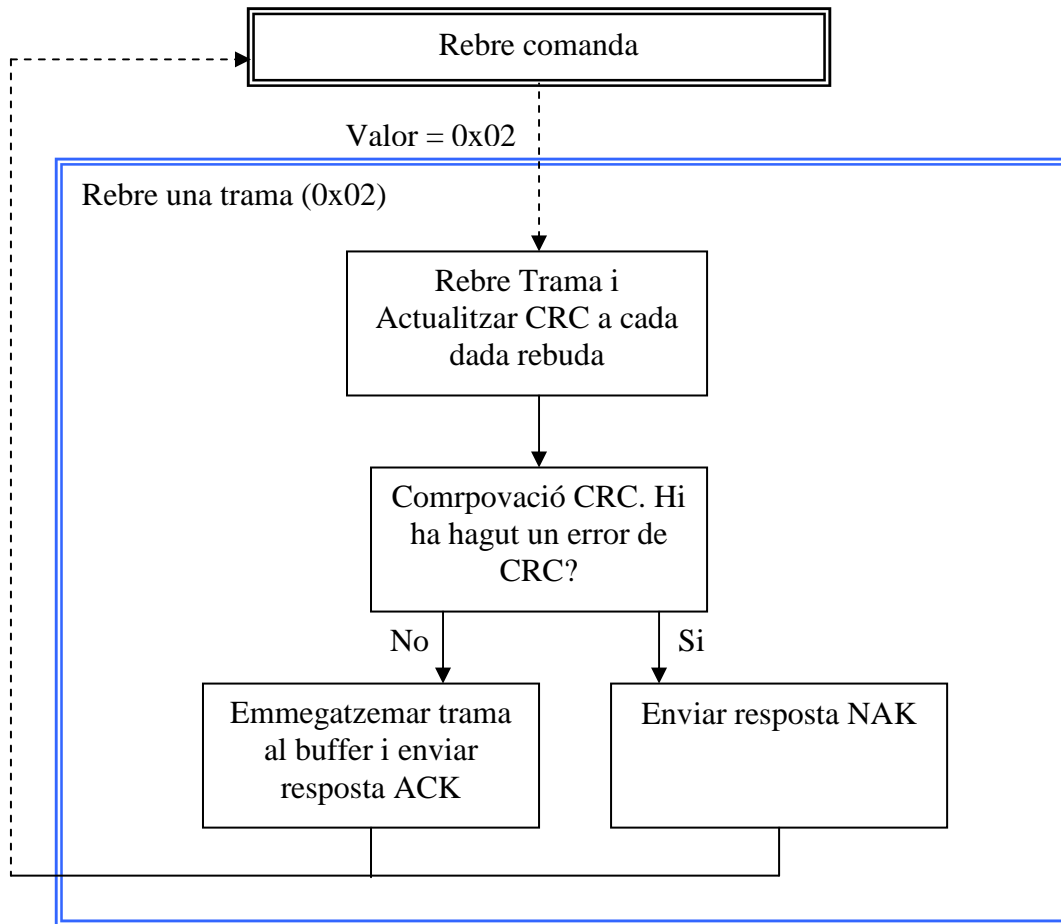 Rebre comanda
Valor = 0x02
Rebre una trama (0x02)
Rebre Trama i
Actualitzar CRC a cada
dada rebuda
Comrpovació CRC. Hi
ha hagut un error de
CRC?
No
Si
Emmegatzemar trama
al buffer i enviar
resposta ACK
Enviar resposta NAK